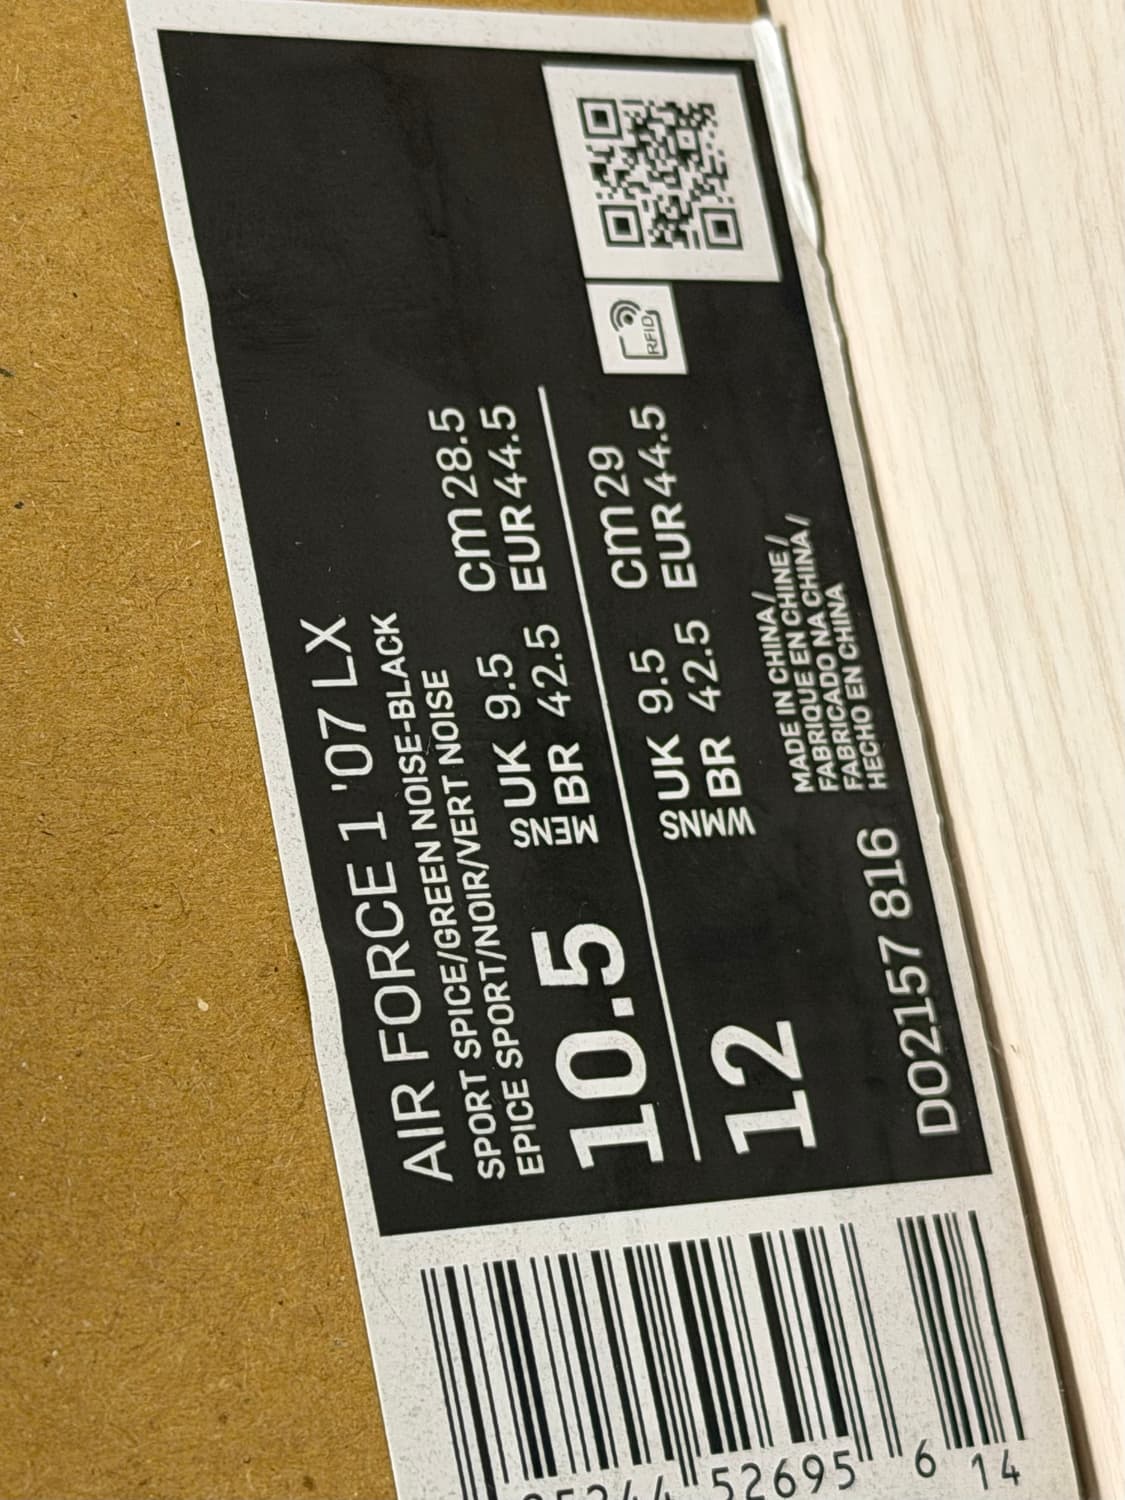 AIR FORCE 1 '07 LX
SPORT SPICE/GREEN NOISE-BLACK
EPICE SPORT/NOIR/VERT NOISE
10.5
MENS
UK 9.5 cm 28.5
BR 42.5 EUR 44.5
12
WMNS
UK 9.5 cm 29
BR 42.5 EUR 44.5
RFID
DO2157 816
MADE IN CHINA /
FABRIQUE EN CHINE /
FABRICADO NA CHINA /
HECHO EN CHINA
52695 6 14